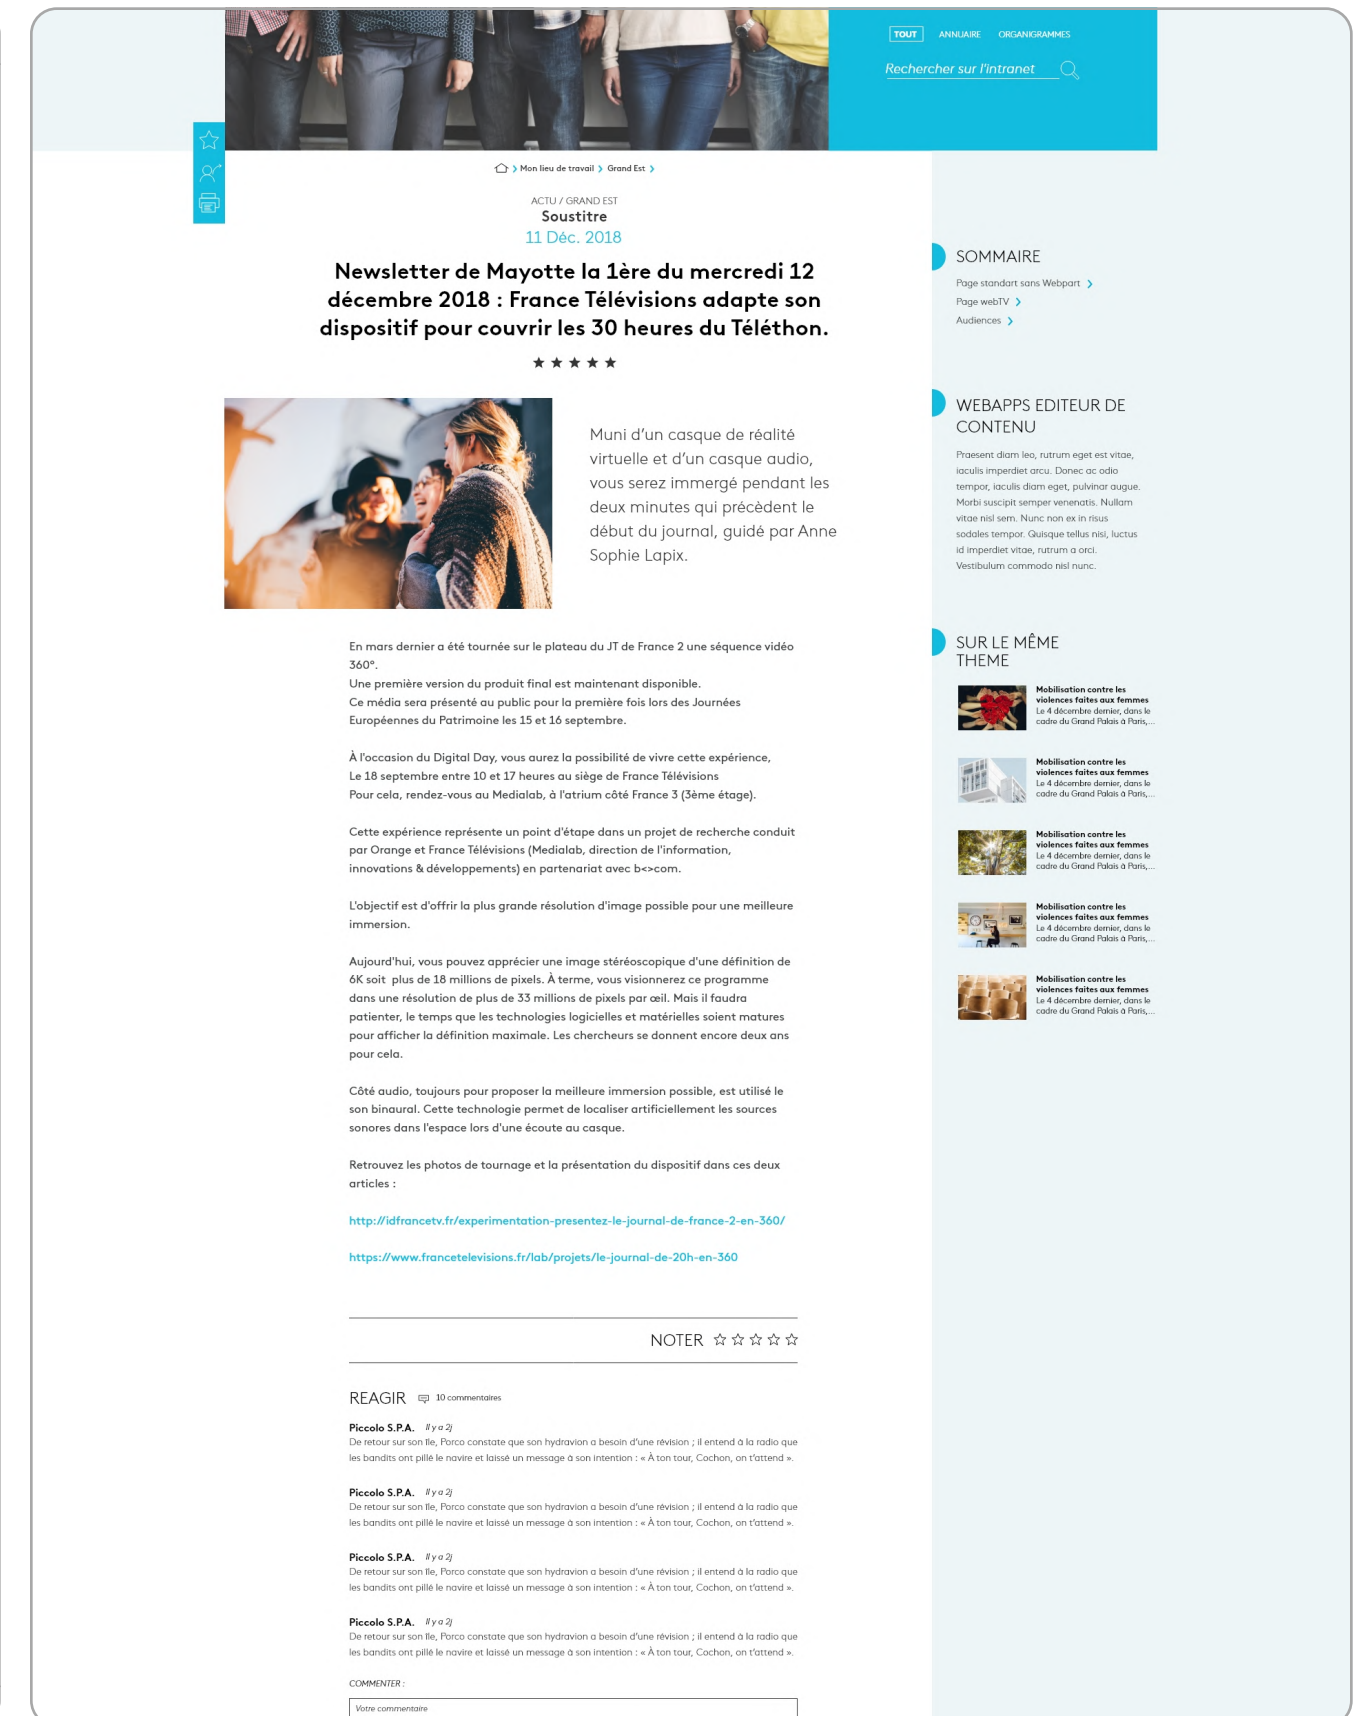 TOUT ANNUAIRE ORGANIGRAMMES
Rechercher sur l'intranet
Mon lieu de travail Grand Est
ACTU / GRAND EST
Soustitre
11 Déc. 2018
Newsletter de Mayotte la 1ère du mercredi 12
décembre 2018 : France Télévisions adapte son
dispositif pour couvrir les 30 heures du Téléthon.
Muni d'un casque de réalité
virtuelle et d'un casque audio,
vous serez immergé pendant les
deux minutes qui précèdent le
début du journal, guidé par Anne
Sophie Lapix.
En mars dernier a été tournée sur le plateau du JT de France 2 une séquence vidéo
360°.
Une première version du produit final est maintenant disponible.
Ce média sera présenté au public pour la première fois lors des Journées
Européennes du Patrimoine les 15 et 16 septembre.
À l'occasion du Digital Day, vous aurez la possibilité de vivre cette expérience,
Le 18 septembre entre 10 et 17 heures au siège de France Télévisions
Pour cela, rendez-vous au Medialab, à l'atrium côté France 3 (3ème étage).
Cette expérience représente un point d'étape dans un projet de recherche conduit
par Orange et France Télévisions (Medialab, direction de l'information,
innovations & développements) en partenariat avec b<>com.
L'objectif est d'offrir la plus grande résolution d'image possible pour une meilleure
immersion.
Aujourd'hui, vous pouvez apprécier une image stéréoscopique d'une définition de
6K soit  plus de 18 millions de pixels. À terme, vous visionnerez ce programme
dans une résolution de plus de 33 millions de pixels par œil. Mais il faudra
patienter, le temps que les technologies logicielles et matérielles soient matures
pour afficher la définition maximale. Les chercheurs se donnent encore deux ans
pour cela.
Côté audio, toujours pour proposer la meilleure immersion possible, est utilisé le
son binaural. Cette technologie permet de localiser artificiellement les sources
sonores dans l'espace lors d'une écoute au casque.
Retrouvez les photos de tournage et la présentation du dispositif dans ces deux
articles :
http://idfrancetv.fr/experimentation-presentez-le-journal-de-france-2-en-360/
https://www.francetelevisions.fr/lab/projets/le-journal-de-20h-en-360
NOTER
REAGIR 10 commentaires
Piccolo S.P.A. Il y a 2j
De retour sur son île, Porco constate que son hydravion a besoin d'une révision ; il entend à la radio que
les bandits ont pillé le navire et laissé un message à son intention : « À ton tour, Cochon, on t'attend ».
Piccolo S.P.A. Il y a 2j
De retour sur son île, Porco constate que son hydravion a besoin d'une révision ; il entend à la radio que
les bandits ont pillé le navire et laissé un message à son intention : « À ton tour, Cochon, on t'attend ».
Piccolo S.P.A. Il y a 2j
De retour sur son île, Porco constate que son hydravion a besoin d'une révision ; il entend à la radio que
les bandits ont pillé le navire et laissé un message à son intention : « À ton tour, Cochon, on t'attend ».
Piccolo S.P.A. Il y a 2j
De retour sur son île, Porco constate que son hydravion a besoin d'une révision ; il entend à la radio que
les bandits ont pillé le navire et laissé un message à son intention : « À ton tour, Cochon, on t'attend ».
COMMENTER :
Votre commentaire
SOMMAIRE
Page standart sans Webpart
Page webTV
Audiences
WEBAPPS EDITEUR DE
CONTENU
Praesent diam leo, rutrum eget est vitae,
iaculis imperdiet arcu. Donec ac odio
tempor, iaculis diam eget, pulvinar augue.
Morbi suscipit semper venenatis. Nullam
vitae nisl sem. Nunc non ex in risus
sodales tempor. Quisque tellus nisi, luctus
id imperdiet vitae, rutrum a orci.
Vestibulum commodo nisl nunc.
SUR LE MÊME
THEME
Mobilisation contre les
violences faites aux femmes
Le 4 décembre dernier, dans le
cadre du Grand Palais à Paris,...
Mobilisation contre les
violences faites aux femmes
Le 4 décembre dernier, dans le
cadre du Grand Palais à Paris,...
Mobilisation contre les
violences faites aux femmes
Le 4 décembre dernier, dans le
cadre du Grand Palais à Paris,...
Mobilisation contre les
violences faites aux femmes
Le 4 décembre dernier, dans le
cadre du Grand Palais à Paris,...
Mobilisation contre les
violences faites aux femmes
Le 4 décembre dernier, dans le
cadre du Grand Palais à Paris,...